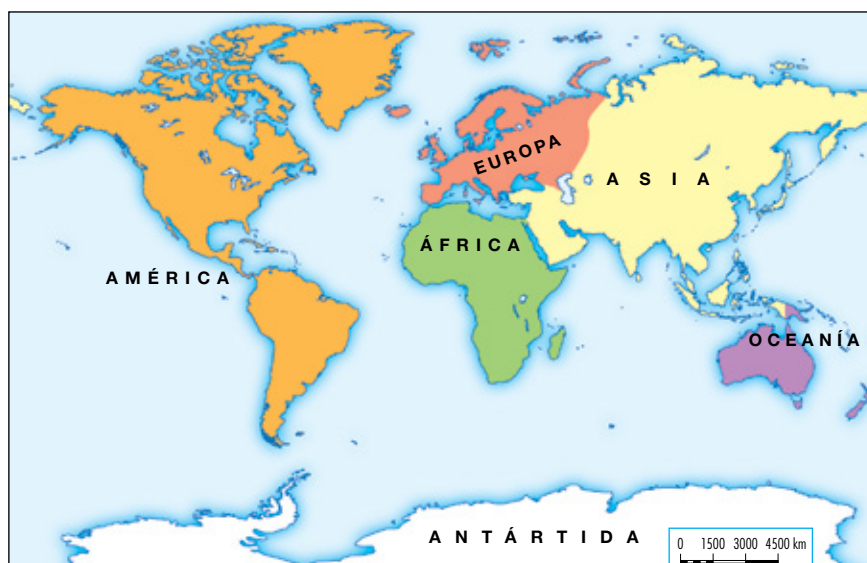 EUROPA
ASIA
ÁFRICA
AMÉRICA
OCEANÍA
ANTÁRTIDA
0 1500 3000 4500 km